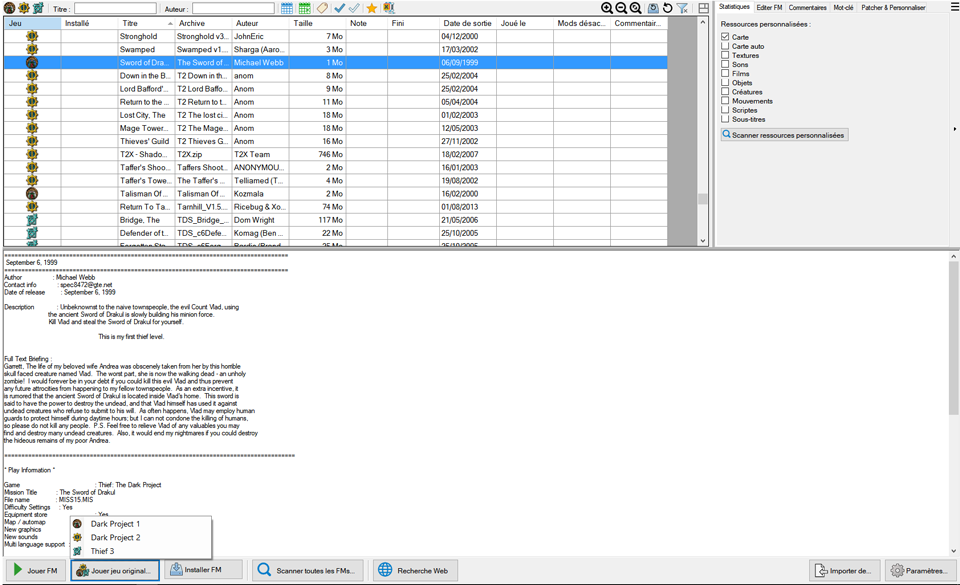 Titre : Auteur :
Jeu Installé Titre Archive Auteur Taille Note Fini Date de sortie Joué le Mods désac... Commentair...
Stronghold Stronghold v3... JohnEric 7 Mo 04/12/2000
Swamped Swamped v1... Sharga (Aaro... 3 Mo 17/03/2002
Sword of Dra... The Sword of ... Michael Webb 1 Mo 06/09/1999
Down in the B... T2 Down in th... anom 8 Mo 25/02/2004
Lord Bafford'... T2 Lord Baffo... Anom 9 Mo 25/02/2004
Return to the ... T2 Return to t... Anom 11 Mo 05/04/2004
Lost City, The T2 The lost ci... Anom 18 Mo 01/02/2003
Mage Tower... T2 The Mage... Anom 18 Mo 12/05/2003
Thieves' Guild T2 Thieves G... Anom 16 Mo 27/11/2002
T2X - Shado... T2X.zip T2X Team 746 Mo 18/02/2007
Taffer's Shoo... Taffers Shoot... ANONYMOU... 2 Mo 16/01/2003
Taffer's Towe... The Taffer's ... Telliamed (T... 4 Mo 19/08/2002
Talisman Of ... Talisman Of... Kozmala 2 Mo 16/02/2000
Return To Ta... Tarnhill_V1.5... Ricebug & Xo... 74 Mo 01/08/2013
Bridge, The TDS_Bridge_... Dom Wright 117 Mo 21/05/2006
Defender of t... TDS_c6Defe... Komag (Ben ... 22 Mo 25/10/2005
Statistiques Editer FM Commentaires Mot-clé Patcher & Personnaliser
Ressources personnalisées :
Carte
Carte auto
Textures
Sons
Films
Objets
Créatures
Mouvements
Scriptes
Sous-titres
Scanner ressources personnalisées
===================================================================================
September 6, 1999
===================================================================================
Author : Michael Webb
Contact info : spec8472@gte.net
Date of release : September 6, 1999
Description : Unbeknownst to the naive townspeople, the evil Count Vlad, using
the ancient Sword of Drakul is slowly building his minion force.
Kill Vlad and steal the Sword of Drakul for yourself.
This is my first thief level.
Full Text Briefing :
Garrett, The life of my beloved wife Andrea was obscenely taken from her by this horrible
skull faced creature named Vlad. The worst part, she is now the walking dead - an unholy
zombie! I would forever be in your debt if you could kill this evil Vlad and thus prevent
any future attrocities from happening to my fellow townspeople. As an extra incentive, it
is rumored that the ancient Sword of Drakul is located inside Vlad's home. This sword is
said to have the power to destroy the undead, and that Vlad himself has used it against
undead creatures who refuse to submit to his will. As often happens, Vlad may employ human
guards to protect himself during daytime hours; but I can not condone the killing of humans,
so please do not kill any people. P.S. Feel free to relieve Vlad of any valuables you may
find and destroy many undead creatures. Also, it would end my nightmares if you could destroy
the hideous remains of my poor Andrea.
=====================================================================================
* Play Information *
Game : Thief: The Dark Project
Mission Title : The Sword of Drakul
File name : MISS15.MIS
Difficulty Settings : Yes
Equipment store : Yes
Map / automap
New graphics
New sounds
Multi language support :
Dark Project 1
Dark Project 2
Thief 3
Jouer FM Jouer jeu original... Installer FM Scanner toutes les FMs... Recherche Web Importer de... Paramètres...